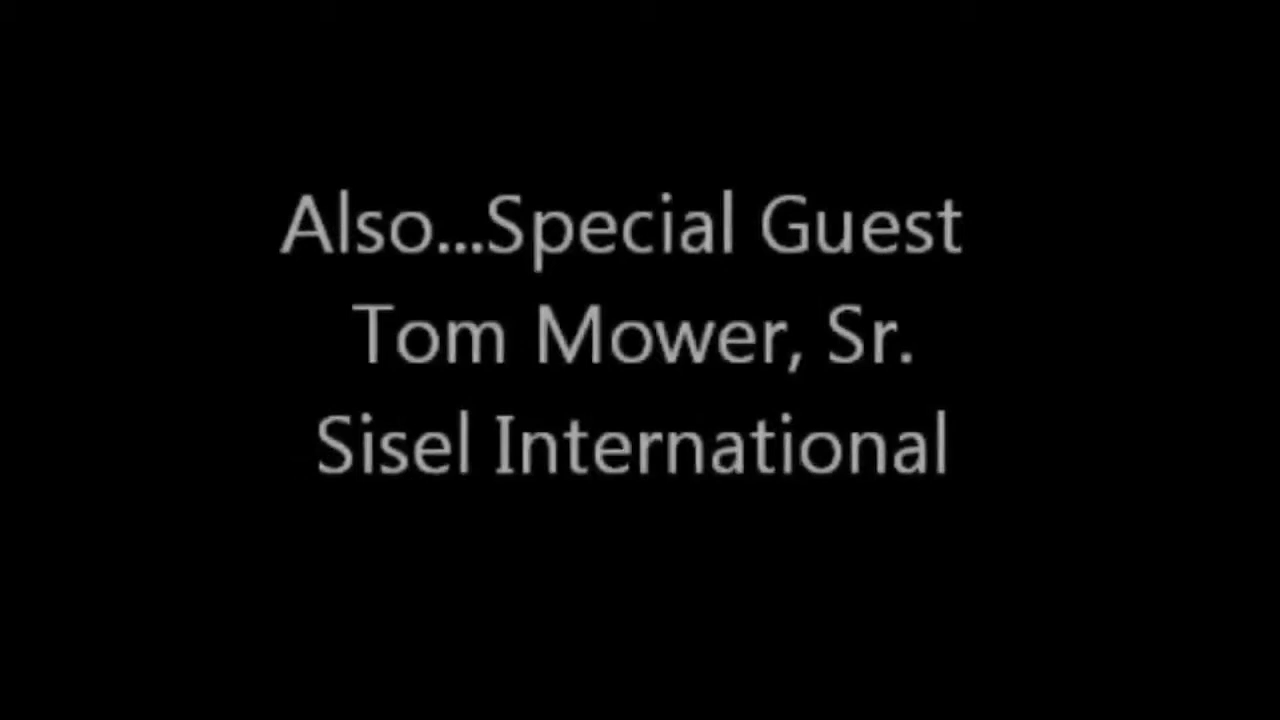 Also...Special Guest
Tom Mower, Sr.
Sisel International